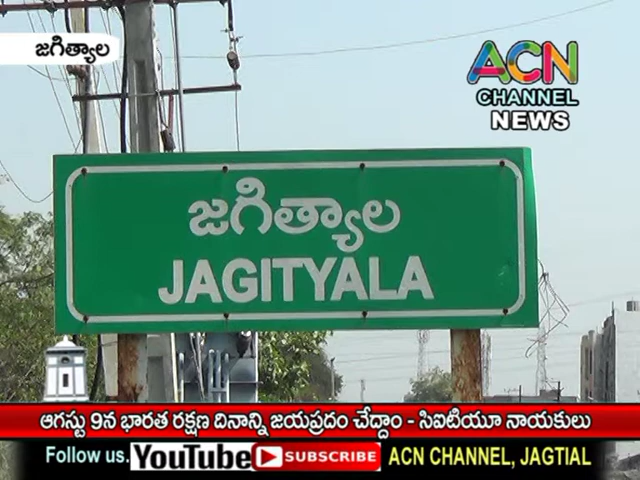 జగిత్యాల
ACN
CHANNEL
NEWS
జగిత్యాల
JAGITYALA
ఆగస్టు 9న భారత రక్షణ దినాన్ని జయప్రదం చేద్దాం - సిఐటియూ నాయకులు
Follow us. YouTube SUBSCRIBE ACN CHANNEL, JAGTIAL